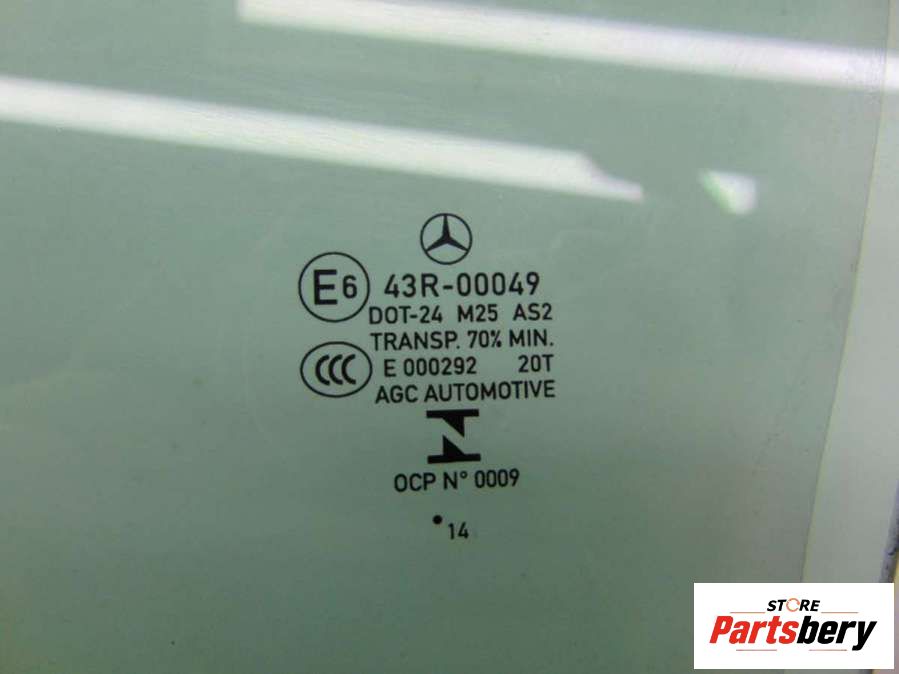 E6 43R-00049
DOT-24 M25 AS2
TRANSP. 70% MIN.
CCC E 000292 20T
AGC AUTOMOTIVE
OCP N° 0009
• 14
STORE
Partsbery